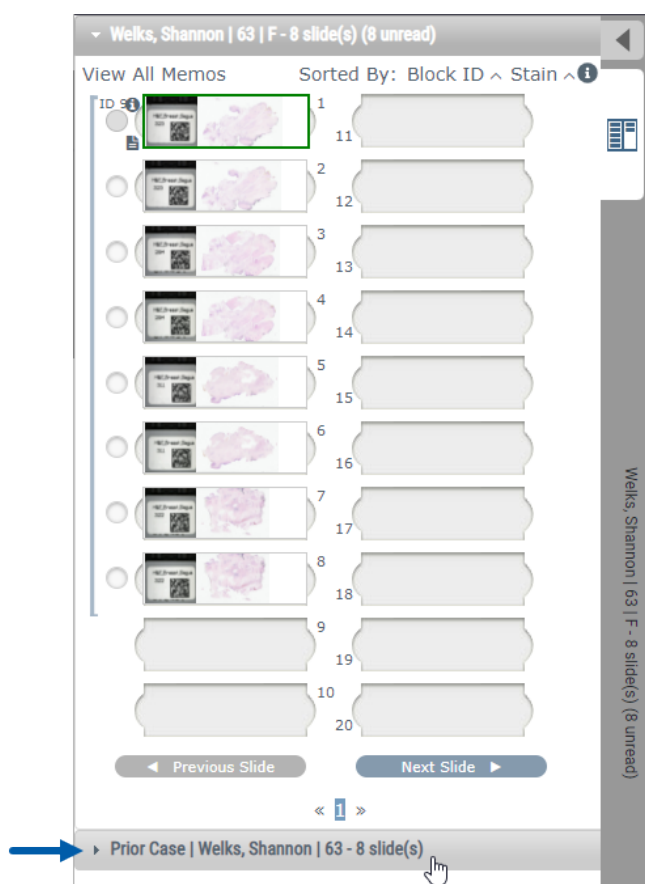 Welks, Shannon | 63 | F - 8 slide(s) (8 unread)
View All Memos Sorted By: Block ID Stain
ID 9
1
11
2
12
3
13
4
14
5
15
6
16
7
17
8
18
9
19
10
20
Previous Slide Next Slide
« 1 »
Prior Case | Welks, Shannon | 63 - 8 slide(s)
Welks, Shannon | 63 | F - 8 slide(s) (8 unread)